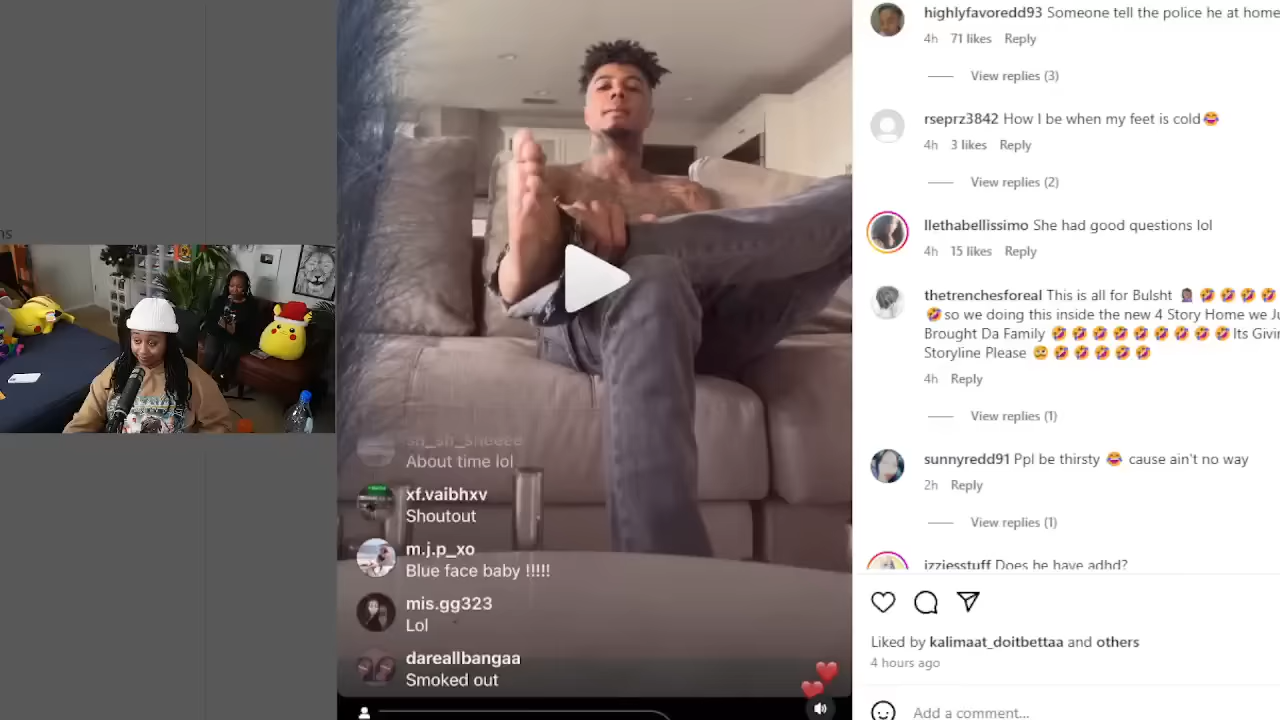 ns
sh_sh_sheeee
About time lol
xf.vaibhxv
Shoutout
m.j.p_xo
Blue face baby !!!!!
mis.gg323
Lol
dareallbangaa
Smoked out
highlyfavoredd93 Someone tell the police he at home
4h 71 likes Reply
View replies (3)
rseprz3842 How I be when my feet is cold😂
4h 3 likes Reply
View replies (2)
llethabellissimo She had good questions lol
4h 15 likes Reply
thetrenchesforeal This is all for Bulsht 🤦🏾‍♀️ 🤣 🤣 🤣 🤣
🤣 so we doing this inside the new 4 Story Home we Ju
Brought Da Family 🤣 🤣 🤣 🤣 🤣 🤣 🤣 🤣 Its Givin
Storyline Please 🥴 🤣 🤣 🤣 🤣 🤣
4h Reply
View replies (1)
sunnyredd91 Ppl be thirsty 😂 cause ain't no way
2h Reply
View replies (1)
izziesstuff Does he have adhd?
Liked by kalimaat_doitbettaa and others
4 hours ago
Add a comment...